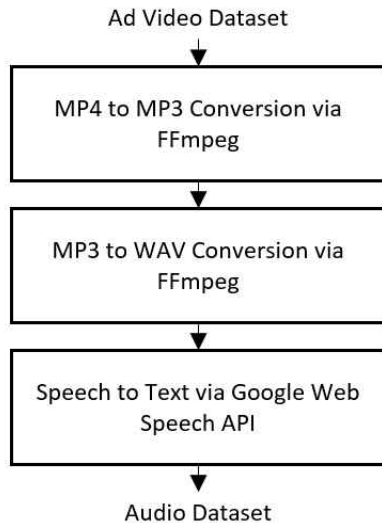 Ad Video Dataset
MP4 to MP3 Conversion via
FFmpeg
MP3 to WAV Conversion via
FFmpeg
Speech to Text via Google Web
Speech API
Audio Dataset